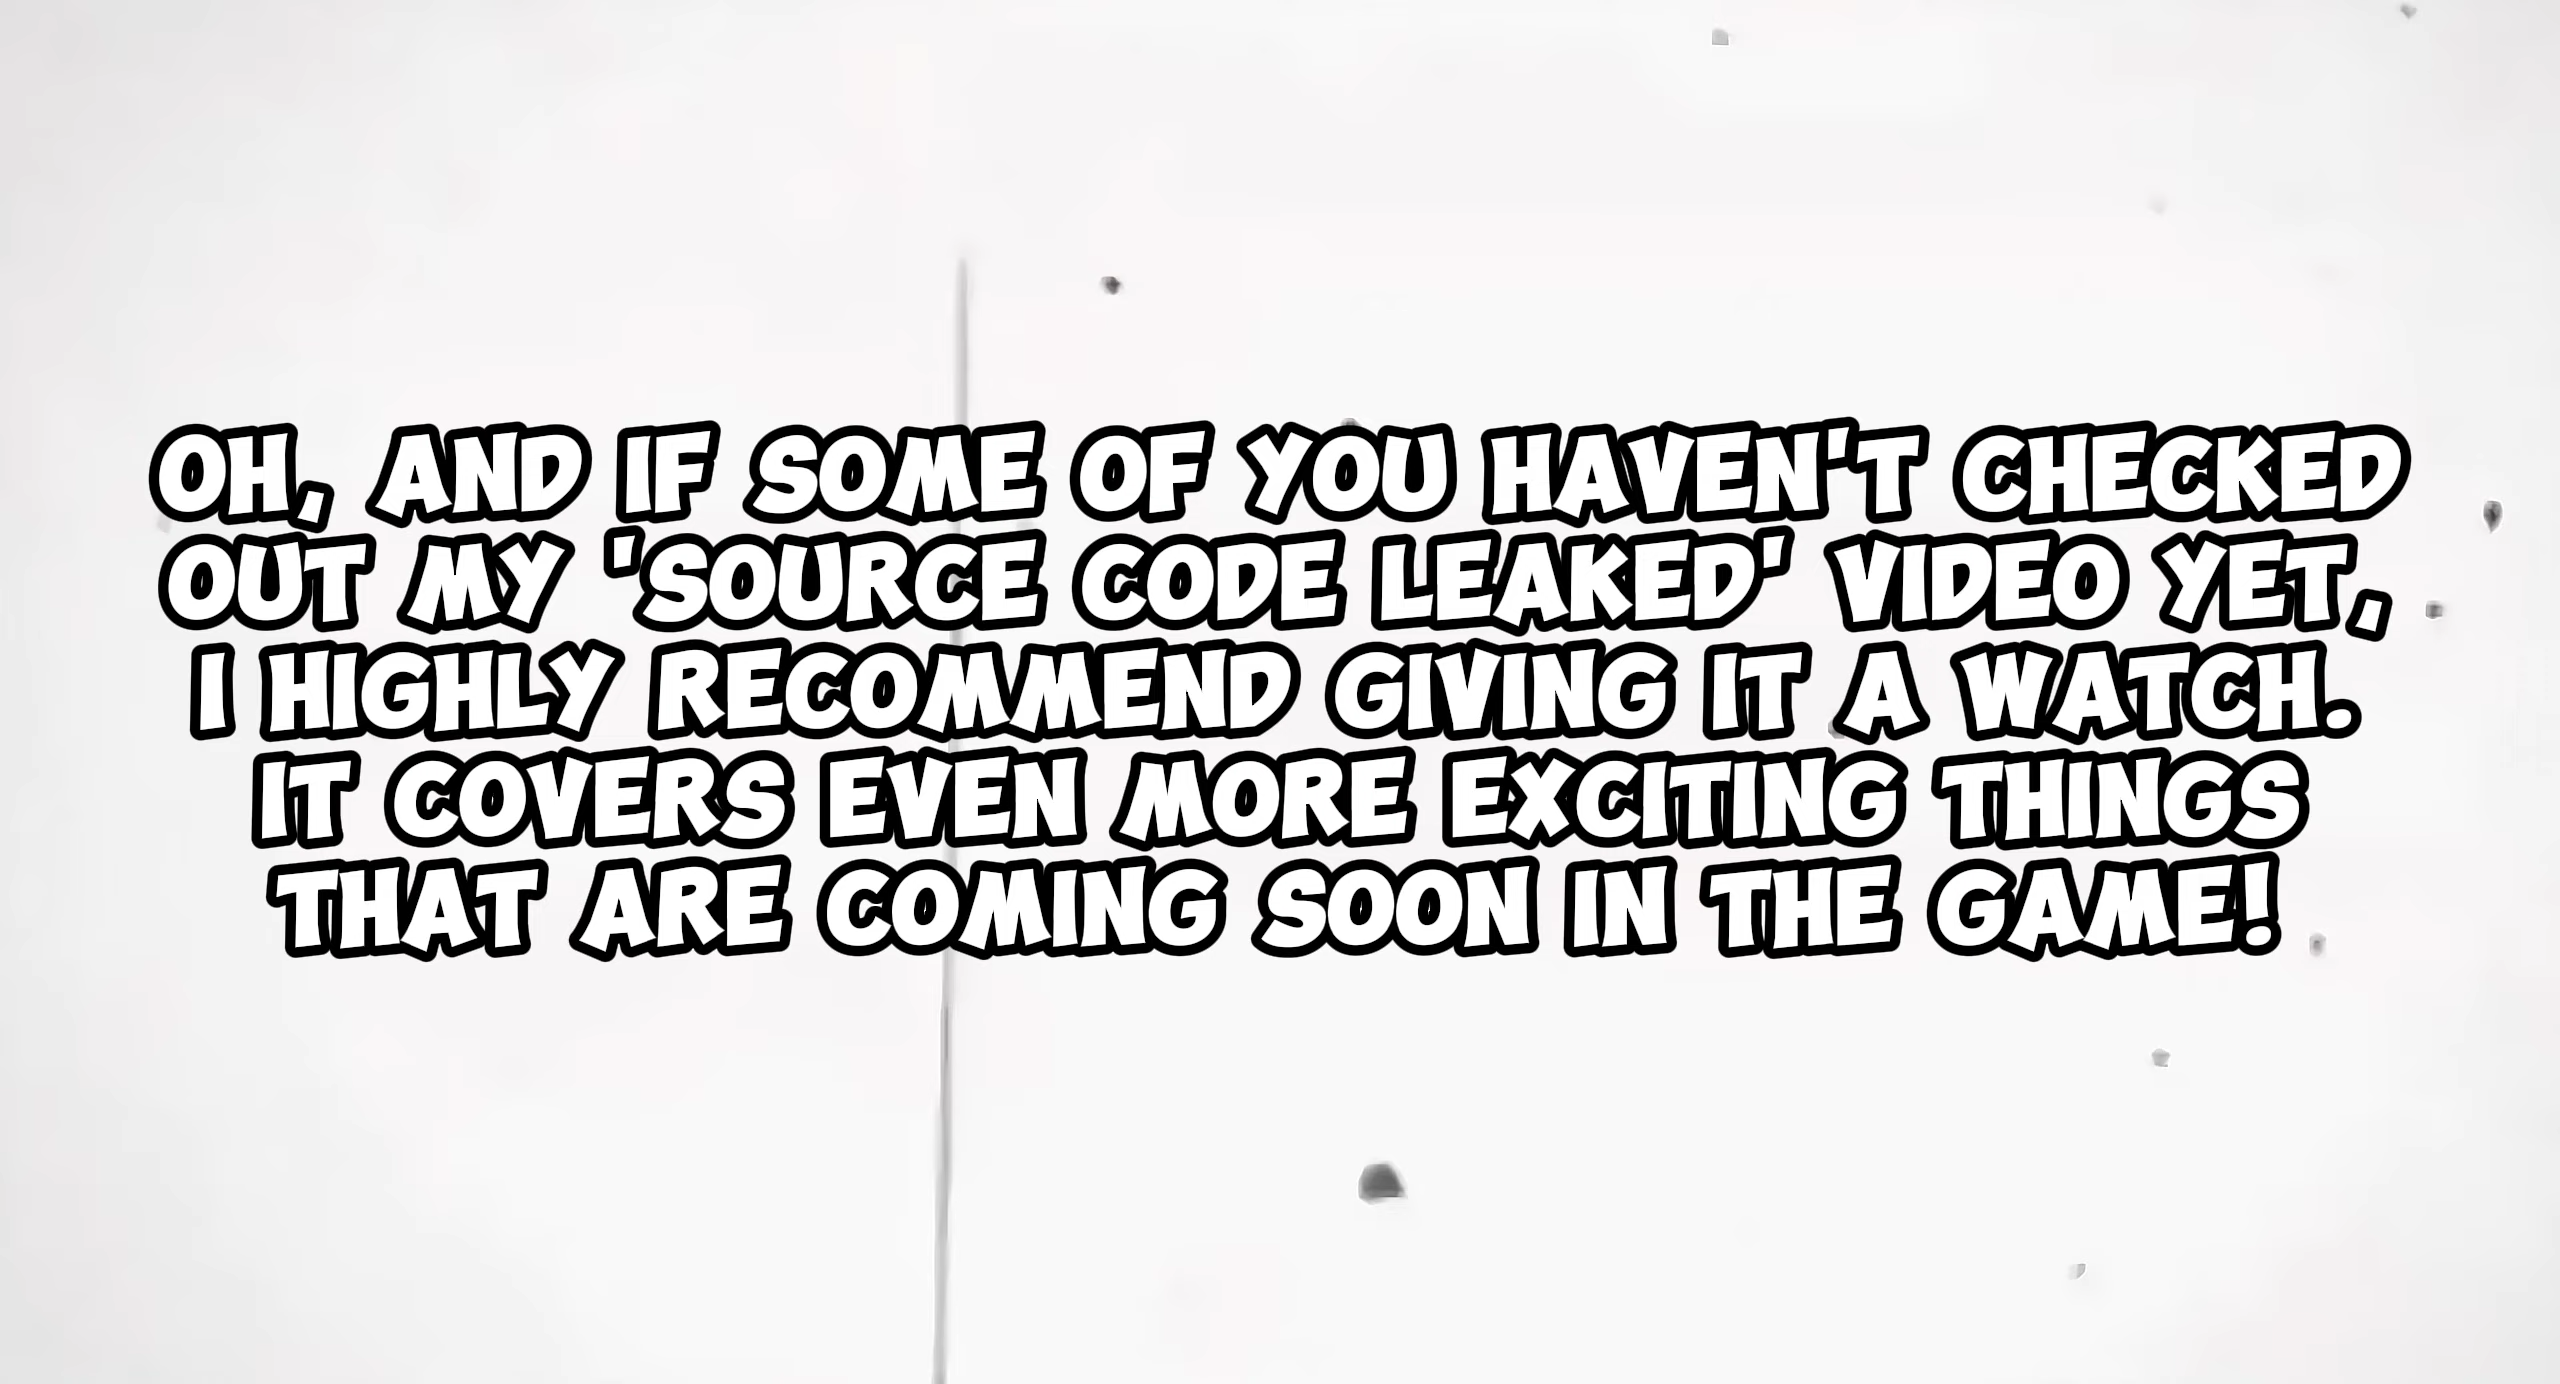 OH, AND IF SOME OF YOU HAVEN'T CHECKED
OUT MY 'SOURCE CODE LEAKED' VIDEO YET,
I HIGHLY RECOMMEND GIVING IT A WATCH.
IT COVERS EVEN MORE EXCITING THINGS
THAT ARE COMING SOON IN THE GAME!